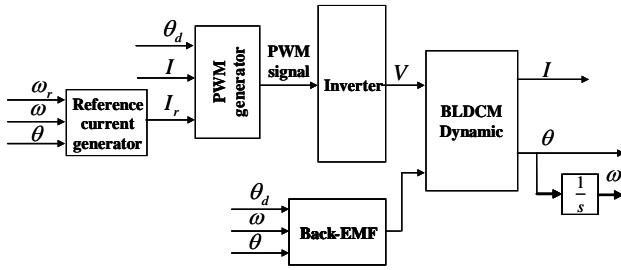 θd
I
Ir
ωr
ω
θ
Reference
current
generator
PWM
generator
PWM
signal
Inverter
V
BLDCM
Dynamic
I
θ
ω
1
s
θd
ω
θ
Back-EMF